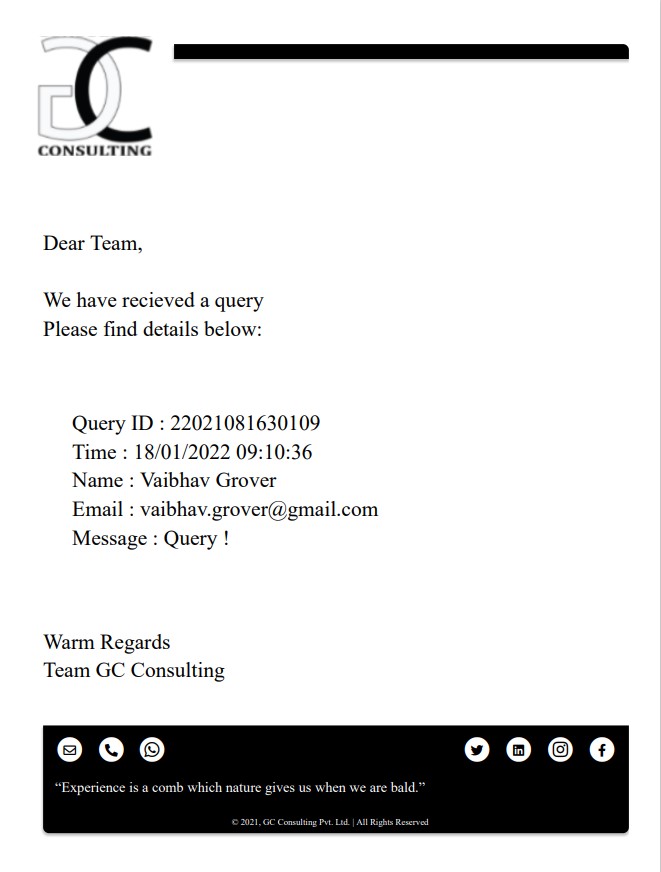 GC
CONSULTING
Dear Team,
We have recieved a query
Please find details below:
Query ID : 22021081630109
Time : 18/01/2022 09:10:36
Name : Vaibhav Grover
Email : vaibhav.grover@gmail.com
Message : Query !
Warm Regards
Team GC Consulting
“Experience is a comb which nature gives us when we are bald.”
© 2021, GC Consulting Pvt. Ltd. | All Rights Reserved